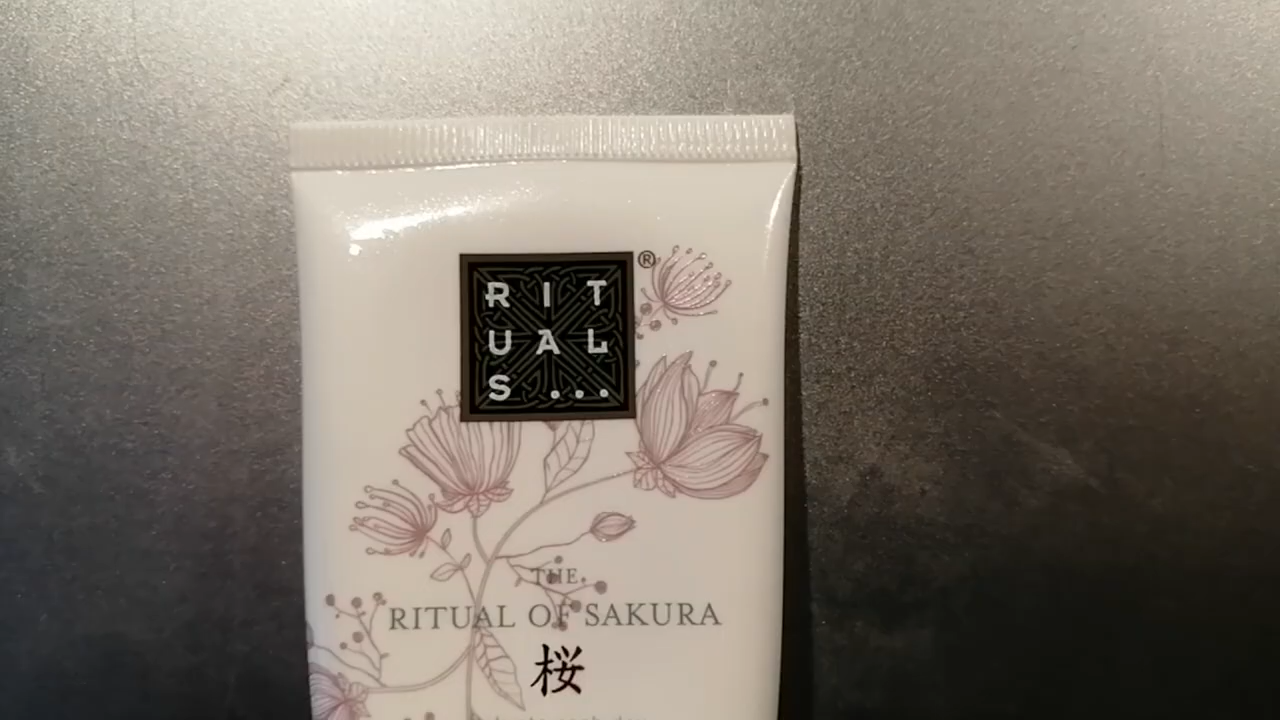 RIT
UAL
S...
®
THE
RITUAL OF SAKURA
桜